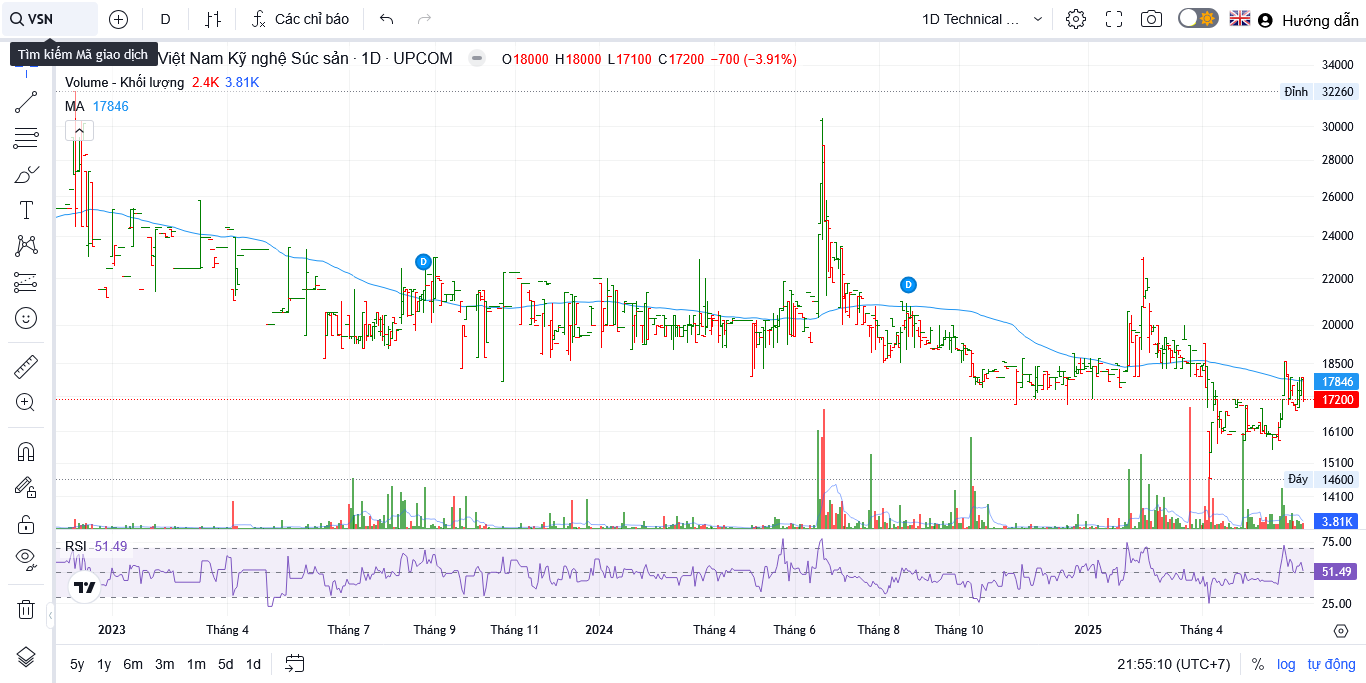 VSN
D
Các chỉ báo
1D Technical ...
Hướng dẫn
Tìm kiếm Mã giao dịch
Việt Nam Kỹ nghệ Súc sản · 1D · UPCOM
O18000 H18000 L17100 C17200 −700 (−3.91%)
Volume - Khối lượng 2.4K 3.81K
MA 17846
34000
Đỉnh 32260
30000
28000
26000
24000
22000
20000
18500
17846
17200
16100
15100
Đáy 14600
14100
3.81K
D
D
RSI 51.49
75.00
51.49
25.00
2023 Tháng 4 Tháng 7 Tháng 9 Tháng 11 2024 Tháng 4 Tháng 6 Tháng 8 Tháng 10 2025 Tháng 4
5y 1y 6m 3m 1m 5d 1d
21:55:10 (UTC+7) % log tự động